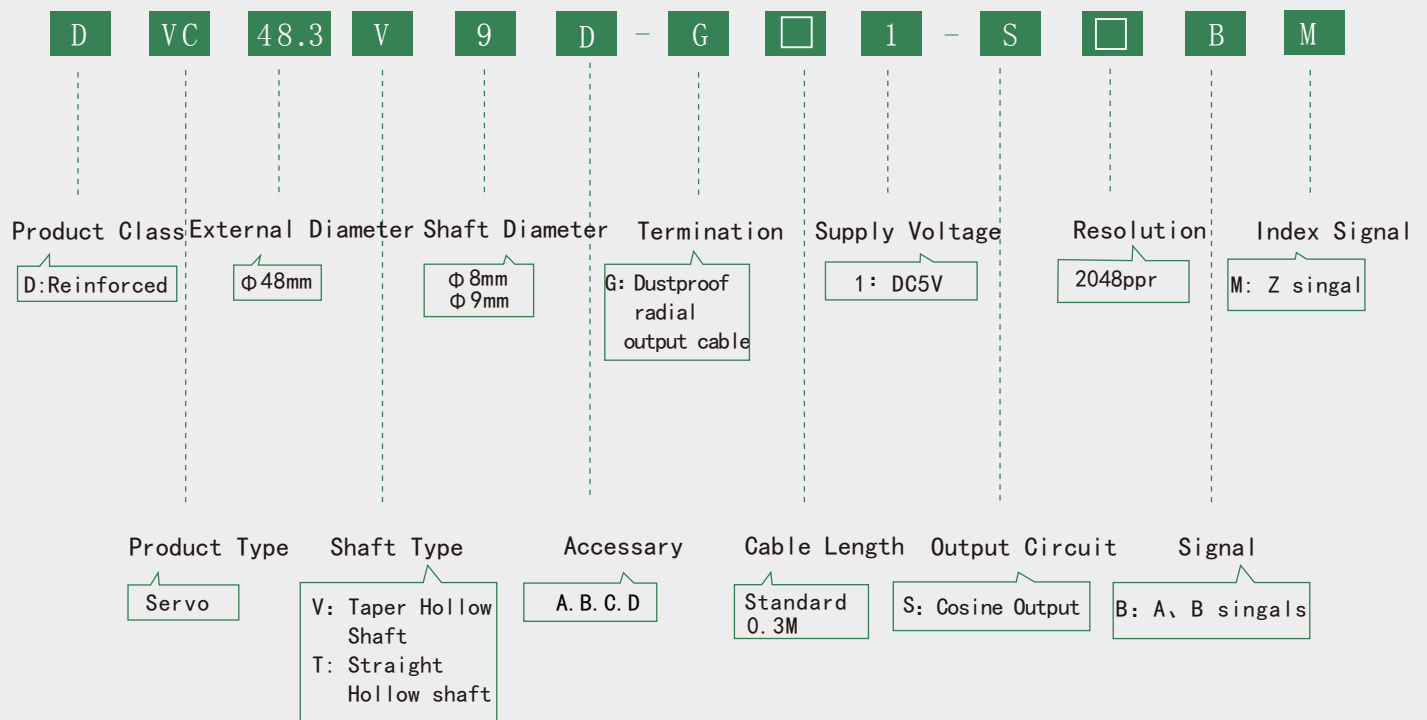 D VC 48.3 V 9 D - G □ 1 - S □ B M
Product Class External Diameter Shaft Diameter Termination Supply Voltage Resolution Index Signal
D:Reinforced
Φ48mm
Φ8mm
Φ9mm
G: Dustproof
radial
output cable
1: DC5V
2048ppr
M: Z singal
Product Type Shaft Type Accessary Cable Length Output Circuit Signal
Servo
V: Taper Hollow
Shaft
T: Straight
Hollow shaft
A.B.C.D
Standard
0.3M
S: Cosine Output
B: A、B singals